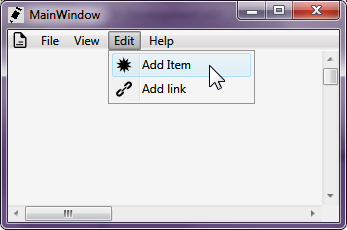 MainWindow
File View Edit Help
Add Item
Add link